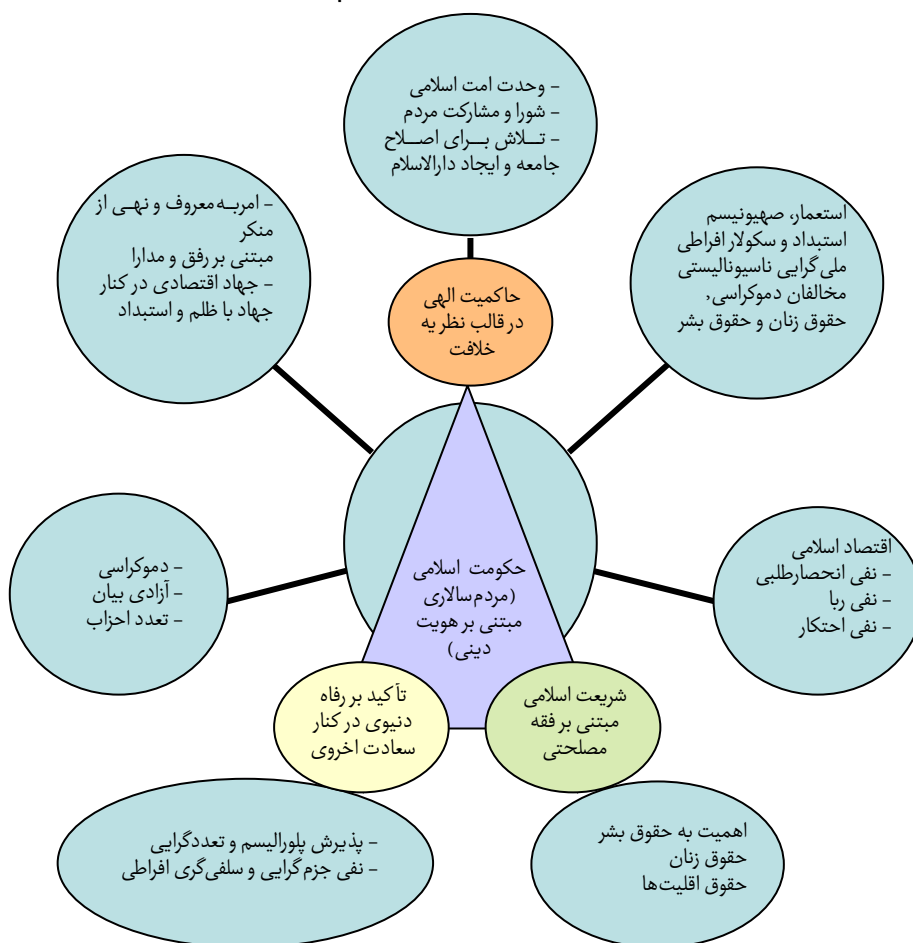 - وحدت امت اسلامی
- شورا و مشارکت مردم
- تـلاش بـرای اصـلاح
جامعه و ایجاد دارالاسلام
استعمار، صهیونیسم
استبداد و سکولار افراطی
ملی‌گرایی ناسیونالیستی
مخالفان دموکراسی,
حقوق زنان و حقوق بشر
- امربـه‌معروف و نهـی از
منکر
مبتنی بر رفق و مدارا
- جهاد اقتصادی در کنار
جهاد با ظلم و استبداد
حاکمیت الهی
در قالب نظریه
خلافت
اقتصاد اسلامی
- نفی انحصارطلبی
- نفی ربا
- نفی احتکار
حکومت اسلامی
(مردم‌سالاری
مبتنی بر هویت
دینی)
- دموکراسی
- آزادی بیان
- تعدد احزاب
شریعت اسلامی
مبتنی بر فقه
مصلحتی
تأکید بر رفاه
دنیوی در کنار
سعادت اخروی
اهمیت به حقوق بشر
حقوق زنان
حقوق اقلیت‌ها
- پذیرش پلورالیسم و تعددگرایی
- نفی جزم‌گرایی و سلفی‌گری افراطی